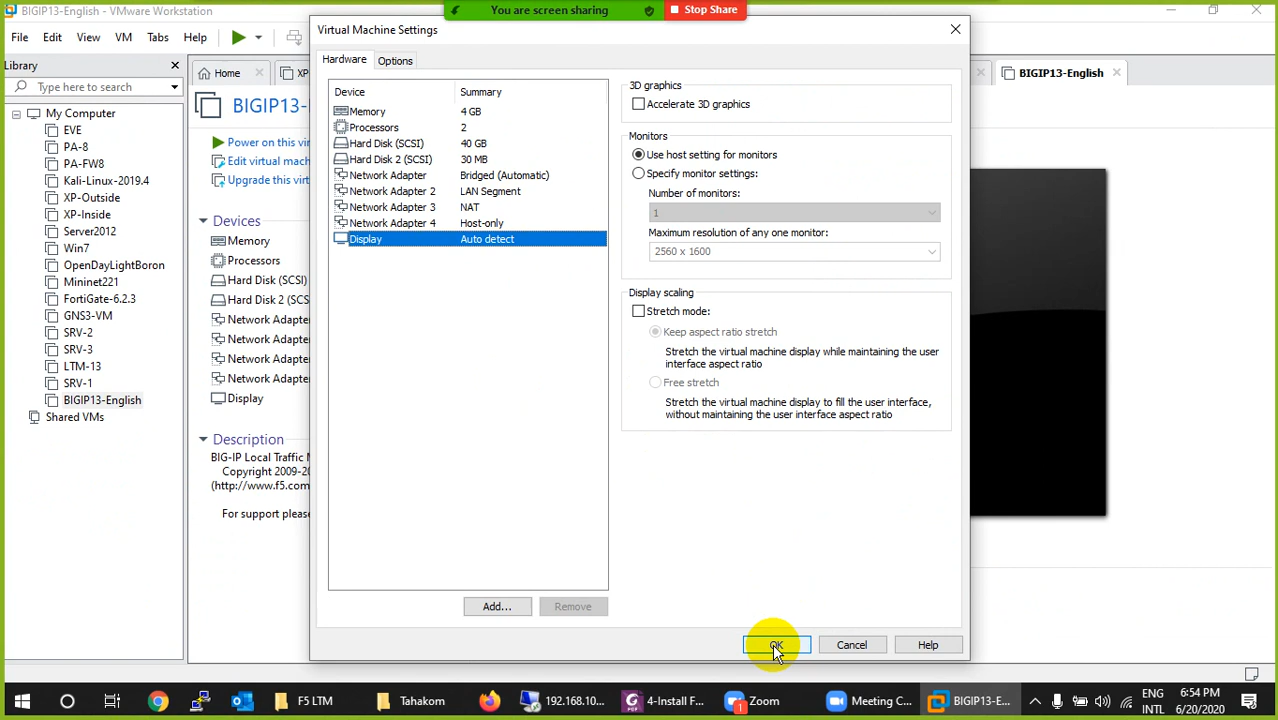 BIGIP13-English - VMware Workstation
You are screen sharing
Stop Share
File Edit View VM Tabs Help
Library
Type here to search
My Computer
EVE
PA-8
PA-FW8
Kali-Linux-2019.4
XP-Outside
XP-Inside
Server2012
Win7
OpenDayLightBoron
Mininet221
FortiGate-6.2.3
GNS3-VM
SRV-2
SRV-3
LTM-13
SRV-1
BIGIP13-English
Shared VMs
Home
XP
BIGIP13-English
BIGIP13-
Power on this vi
Edit virtual mach
Upgrade this virt
Devices
Memory
Processors
Hard Disk (SCSI)
Hard Disk 2 (SCS
Network Adapter
Network Adapte
Network Adapte
Network Adapte
Display
Description
BIG-IP Local Traffic M
Copyright 2009-20
(http://www.f5.com
For support please
Virtual Machine Settings
Hardware Options
Device Summary
Memory 4 GB
Processors 2
Hard Disk (SCSI) 40 GB
Hard Disk 2 (SCSI) 30 MB
Network Adapter Bridged (Automatic)
Network Adapter 2 LAN Segment
Network Adapter 3 NAT
Network Adapter 4 Host-only
Display Auto detect
Add... Remove
3D graphics
Accelerate 3D graphics
Monitors
Use host setting for monitors
Specify monitor settings:
Number of monitors:
1
Maximum resolution of any one monitor:
2560 x 1600
Display scaling
Stretch mode:
Keep aspect ratio stretch
Stretch the virtual machine display while maintaining the user
interface aspect ratio
Free stretch
Stretch the virtual machine display to fill the user interface,
without maintaining the user interface aspect ratio
OK Cancel Help
F5 LTM
Tahakom
192.168.10...
4-Install F...
Zoom
1
Meeting C...
BIGIP13-E...
ENG
INTL
6:54 PM
6/20/2020